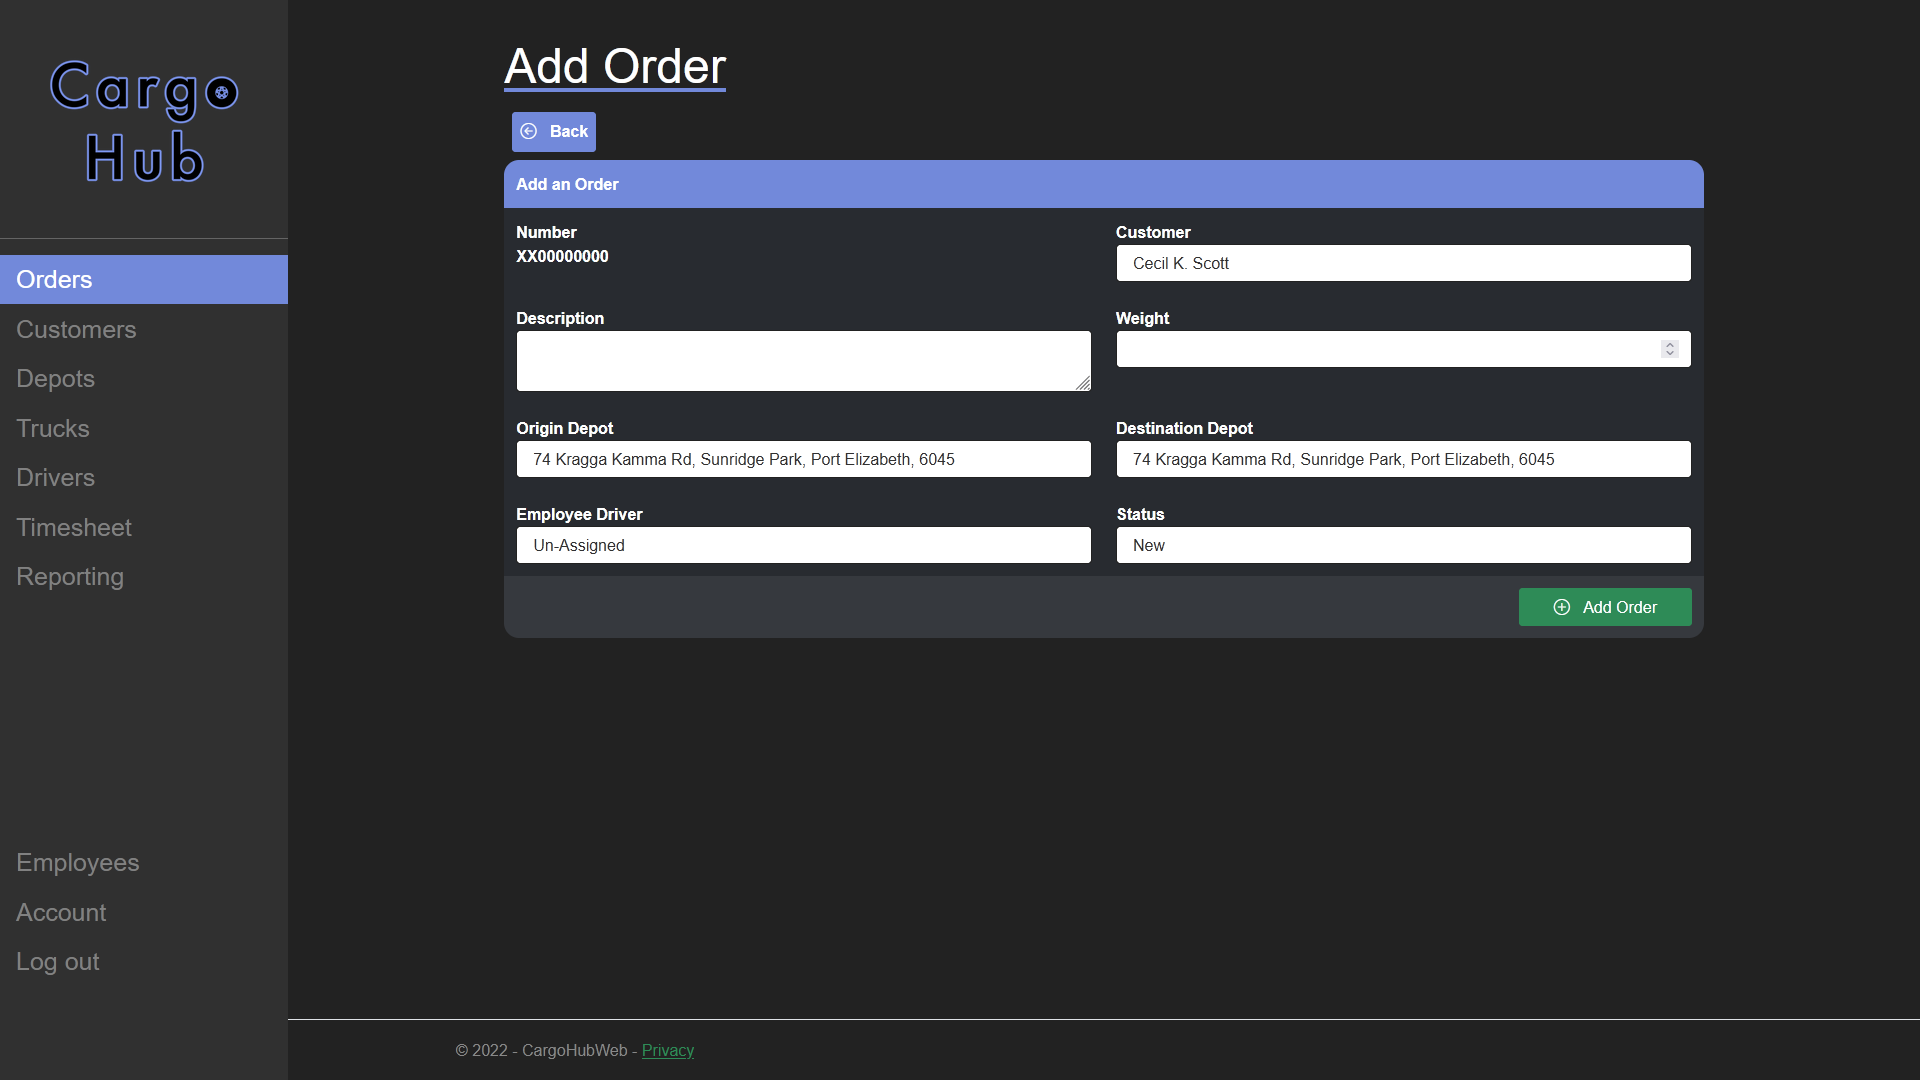 Cargo
Hub
Orders
Customers
Depots
Trucks
Drivers
Timesheet
Reporting
Employees
Account
Log out
Add Order
Back
Add an Order
Number
XX00000000
Customer
Cecil K. Scott
Description
Weight
Origin Depot
74 Kragga Kamma Rd, Sunridge Park, Port Elizabeth, 6045
Destination Depot
74 Kragga Kamma Rd, Sunridge Park, Port Elizabeth, 6045
Employee Driver
Un-Assigned
Status
New
Add Order
© 2022 - CargoHubWeb - Privacy